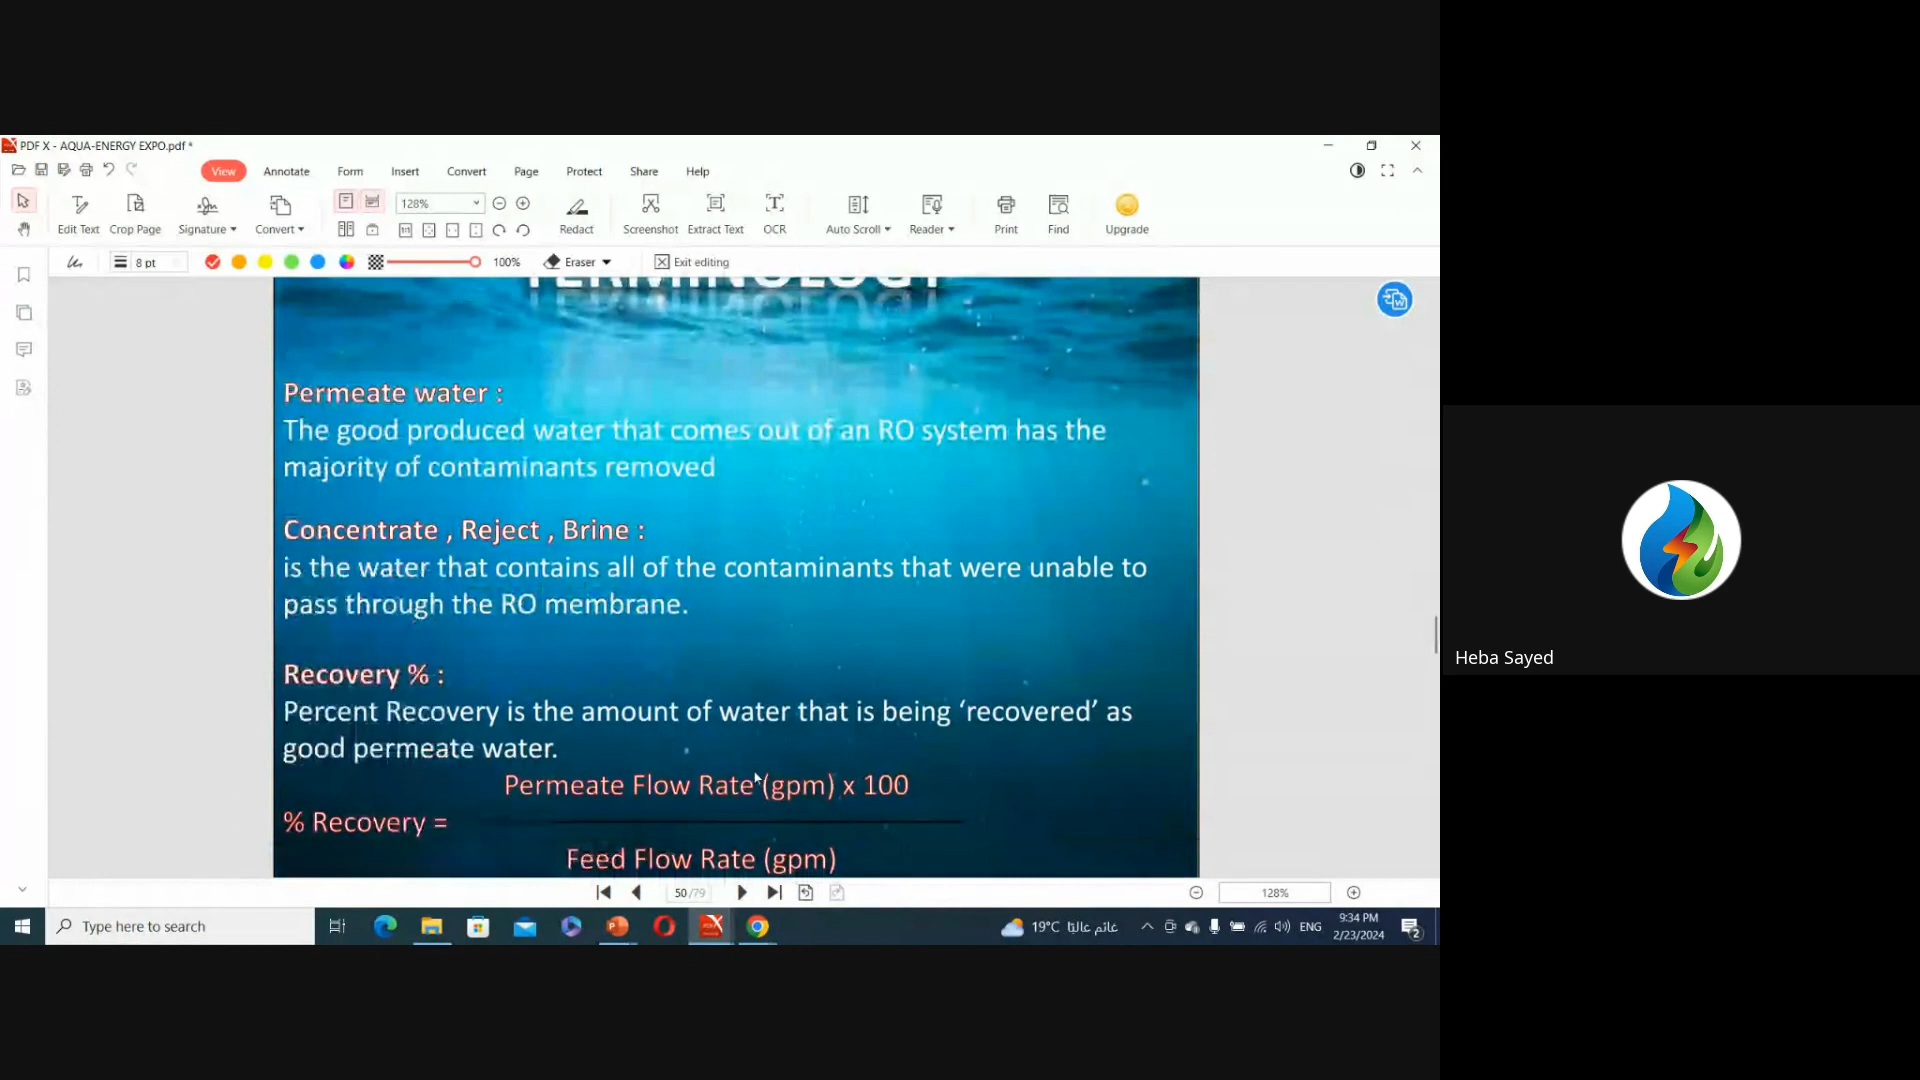 PDF X - AQUA-ENERGY EXPO.pdf *
View Annotate Form Insert Convert Page Protect Share Help
128%
Edit Text Crop Page Signature Convert Redact Screenshot Extract Text OCR Auto Scroll Reader Print Find Upgrade
8 pt 100% Eraser Exit editing
TERMINOLOGY
Permeate water :
The good produced water that comes out of an RO system has the
majority of contaminants removed
Concentrate , Reject , Brine :
is the water that contains all of the contaminants that were unable to
pass through the RO membrane.
Recovery % :
Percent Recovery is the amount of water that is being ‘recovered’ as
good permeate water.
Permeate Flow Rate (gpm) x 100
% Recovery =
Feed Flow Rate (gpm)
50 /79 128%
Type here to search
19°C غائم غالبًا
ENG
9:34 PM
2/23/2024
2
Heba Sayed